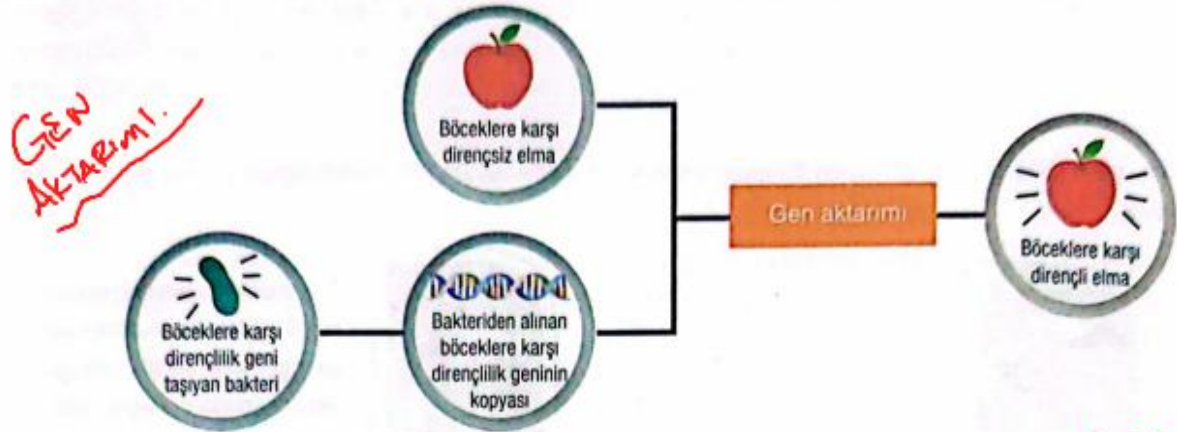 GEN
AKTARIMI.
Böceklere karşı
dirençsiz elma
Böceklere karşı
dirençlilik geni
taşıyan bakteri
Bakteriden alınan
böceklere karşı
dirençlilik geninin
kopyası
Gen aktarımı
Böceklere karşı
dirençli elma